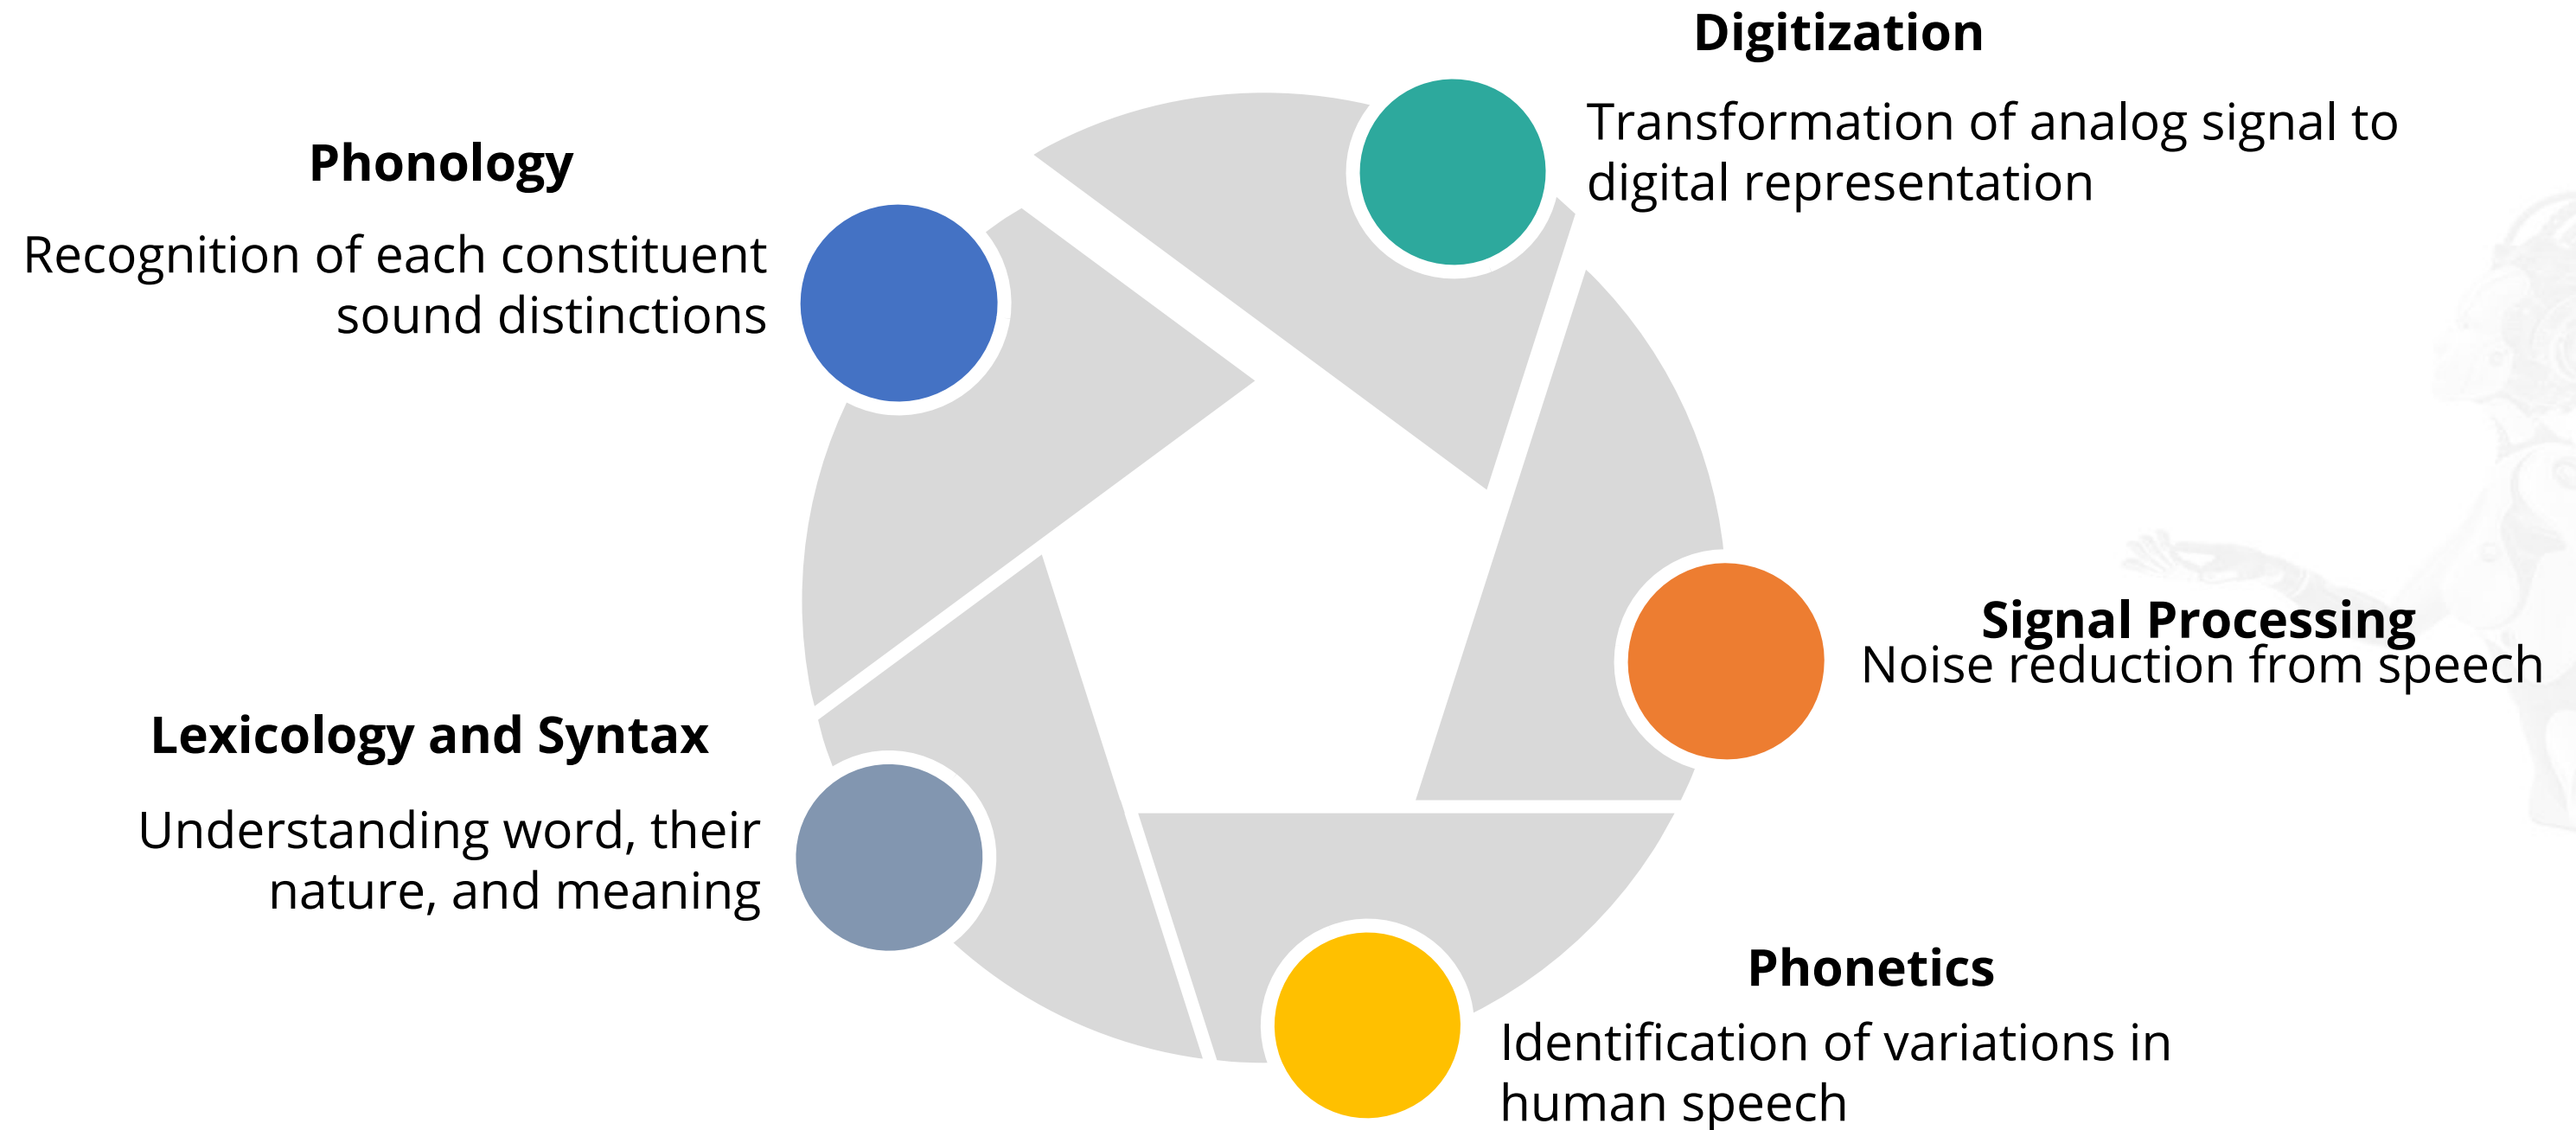 Digitization
Transformation of analog signal to
digital representation
Phonology
Recognition of each constituent
sound distinctions
Signal Processing
Noise reduction from speech
Lexicology and Syntax
Understanding word, their
nature, and meaning
Phonetics
Identification of variations in
human speech